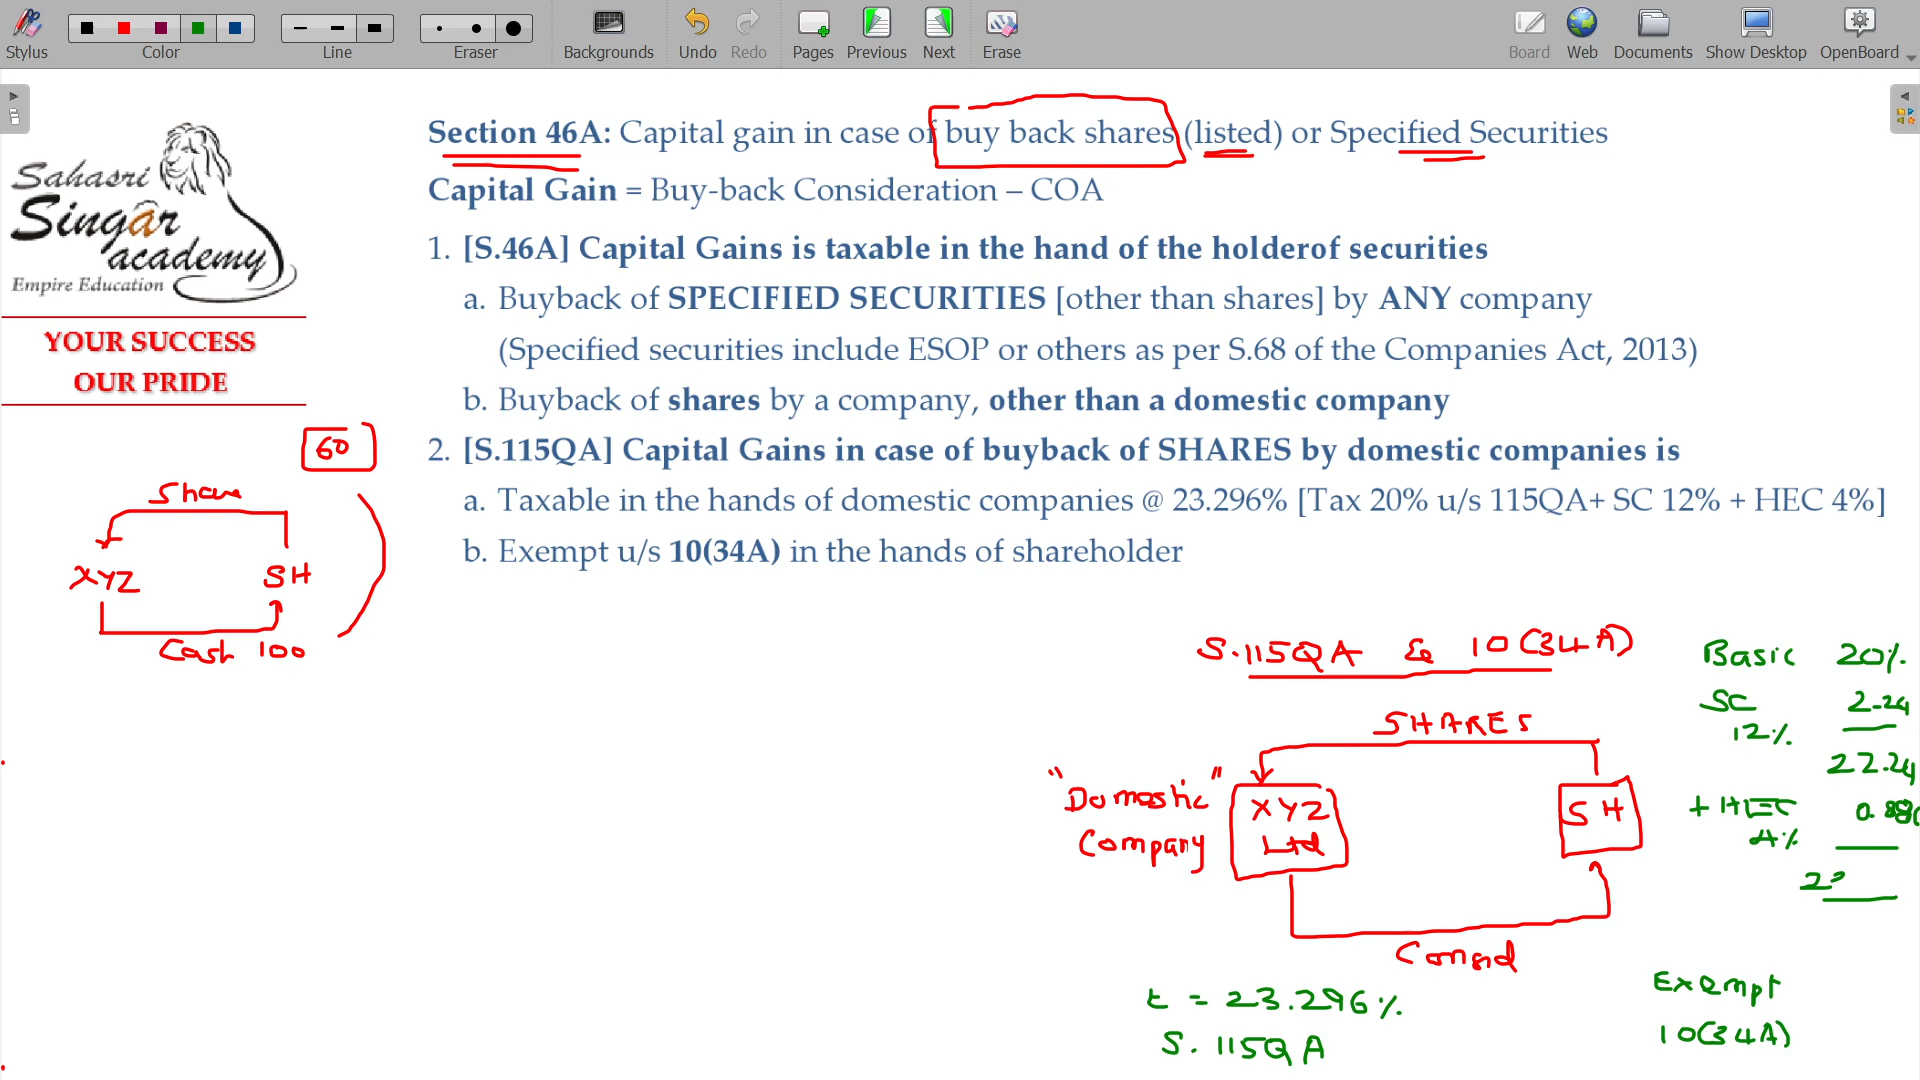 Stylus
Color
Line
Eraser
Backgrounds
Undo
Redo
Pages
Previous
Next
Erase
Board
Web
Documents
Show Desktop
OpenBoard
Sahasri
Singar
academy
Empire Education
YOUR SUCCESS
OUR PRIDE
Section 46A: Capital gain in case of buy back shares (listed) or Specified Securities
Capital Gain = Buy-back Consideration – COA
1. [S.46A] Capital Gains is taxable in the hand of the holderof securities
a. Buyback of SPECIFIED SECURITIES [other than shares] by ANY company
(Specified securities include ESOP or others as per S.68 of the Companies Act, 2013)
b. Buyback of shares by a company, other than a domestic company
2. [S.115QA] Capital Gains in case of buyback of SHARES by domestic companies is
a. Taxable in the hands of domestic companies @ 23.296% [Tax 20% u/s 115QA+ SC 12% + HEC 4%]
b. Exempt u/s 10(34A) in the hands of shareholder
60
Share
XYZ SH
Cash 100
S.115QA & 10(34A)
SHARES
"Domestic"
Company
XYZ
Ltd
SH
Consd
t = 23.296%
S. 115QA
Exempt
10(34A)
Basic 20%
SC 2.24
12%
22.24
+ HEC
4%